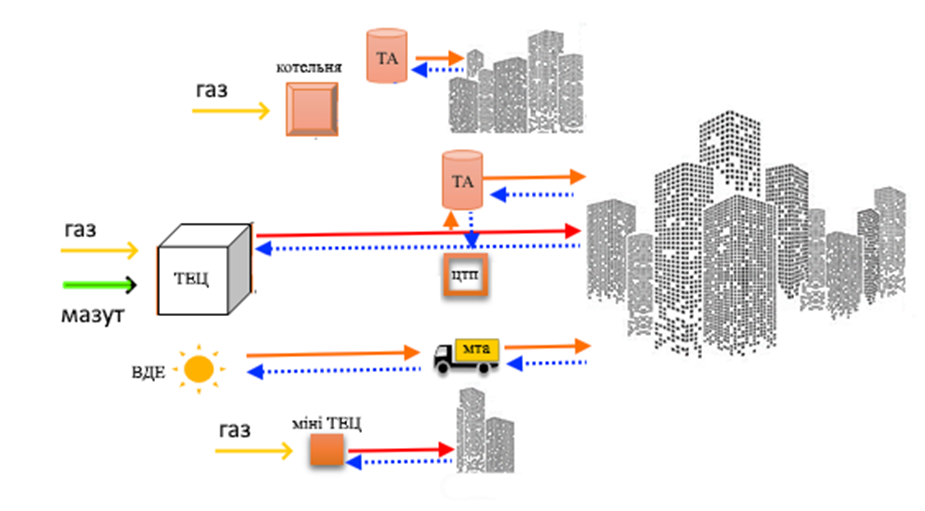 ТА
котельня
газ
ТА
газ
ТЕЦ
цтп
мазут
мта
ВДЕ
міні ТЕЦ
газ